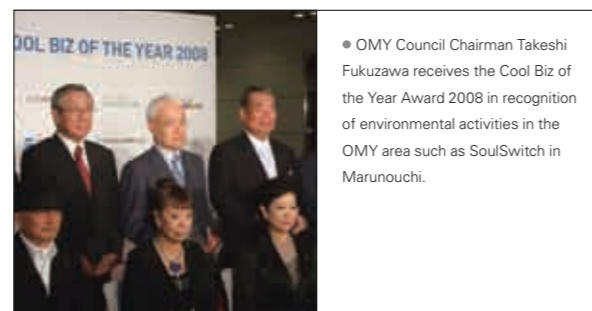 COOL BIZ OF THE YEAR 2008
● OMY Council Chairman Takeshi
Fukuzawa receives the Cool Biz of
the Year Award 2008 in recognition
of environmental activities in the
OMY area such as SoulSwitch in
Marunouchi.